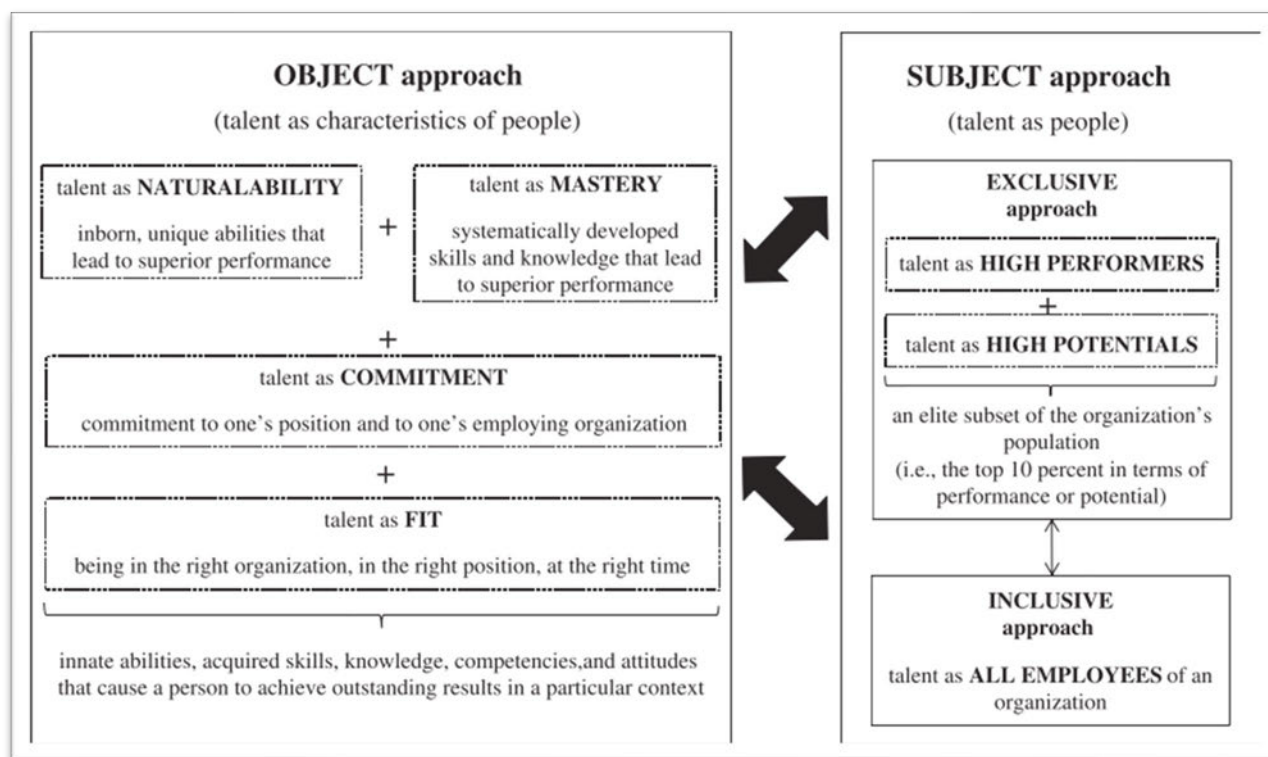 OBJECT approach
(talent as characteristics of people)
talent as NATURALABILITY
inborn, unique abilities that
lead to superior performance
+
talent as MASTERY
systematically developed
skills and knowledge that lead
to superior performance
+
talent as COMMITMENT
commitment to one's position and to one's employing organization
+
talent as FIT
being in the right organization, in the right position, at the right time
innate abilities, acquired skills, knowledge, competencies,and attitudes
that cause a person to achieve outstanding results in a particular context
SUBJECT approach
(talent as people)
EXCLUSIVE
approach
talent as HIGH PERFORMERS
+
talent as HIGH POTENTIALS
an elite subset of the organization's
population
(i.e., the top 10 percent in terms of
performance or potential)
INCLUSIVE
approach
talent as ALL EMPLOYEES of an
organization